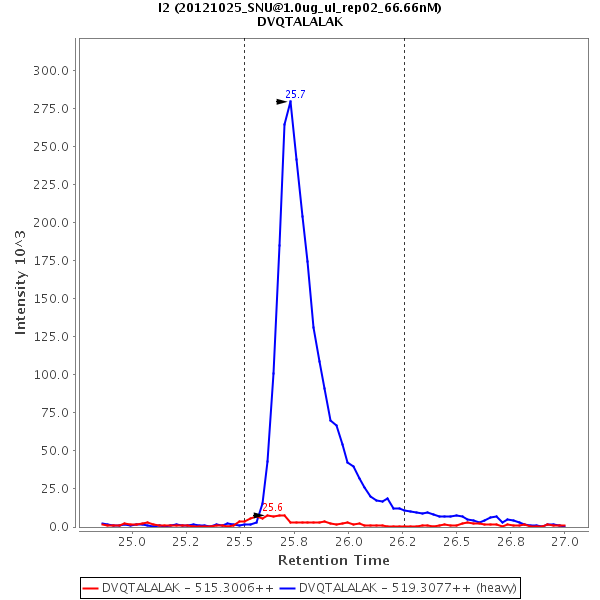 I2 (20121025_SNU@1.0ug_ul_rep02_66.66nM)
DVQTALALAK
Intensity 10^3
300.0
275.0
250.0
225.0
200.0
175.0
150.0
125.0
100.0
75.0
50.0
25.0
0.0
25.7
25.6
25.0 25.2 25.5 25.8 26.0 26.2 26.5 26.8 27.0
Retention Time
DVQTALALAK - 515.3006++ DVQTALALAK - 519.3077++ (heavy)